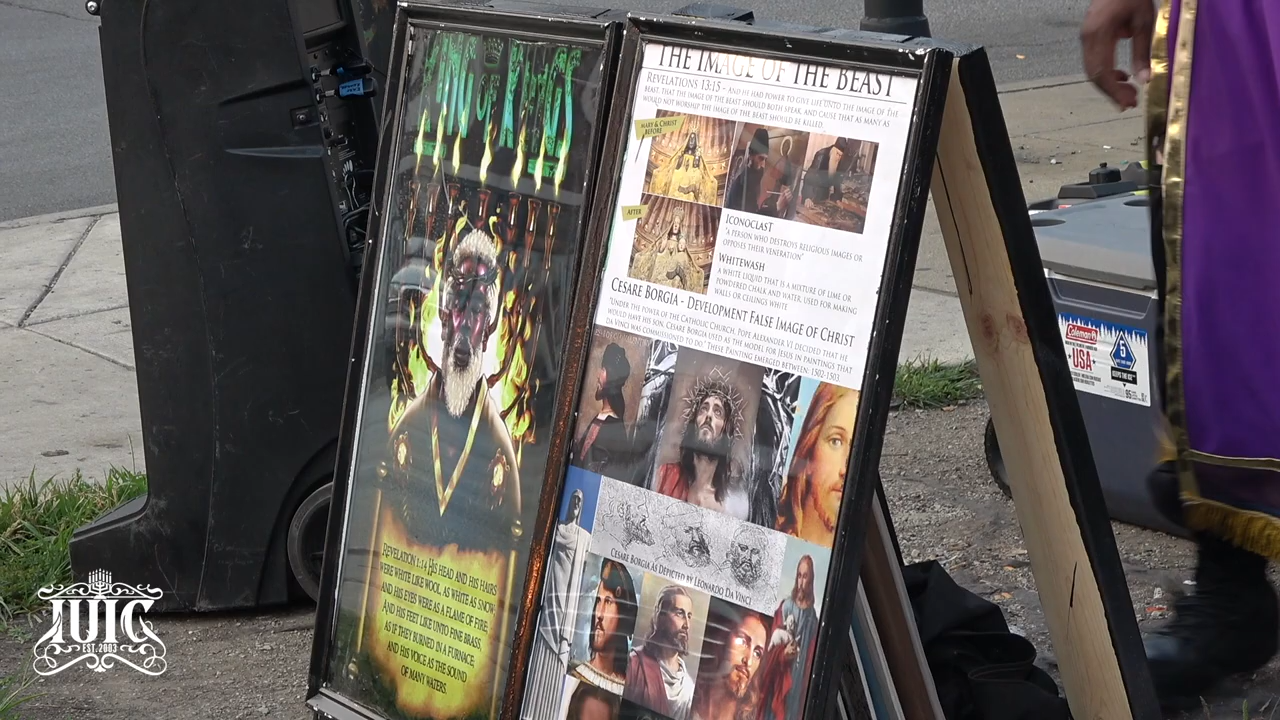 KING OF KINGS
REVELATION 1:14 HIS HEAD AND HIS HAIRS
WERE WHITE LIKE WOOL, AS WHITE AS SNOW;
AND HIS EYES WERE AS A FLAME OF FIRE;
AND HIS FEET LIKE UNTO FINE BRASS,
AS IF THEY BURNED IN A FURNACE;
AND HIS VOICE AS THE SOUND
OF MANY WATERS.
THE IMAGE OF THE BEAST
REVELATIONS 13:15 - AND HE HAD POWER TO GIVE LIFE UNTO THE IMAGE OF THE
BEAST, THAT THE IMAGE OF THE BEAST SHOULD BOTH SPEAK, AND CAUSE THAT AS MANY AS
WOULD NOT WORSHIP THE IMAGE OF THE BEAST SHOULD BE KILLED.
MARY & CHRIST
BEFORE
AFTER
ICONOCLAST
"A PERSON WHO DESTROYS RELIGIOUS IMAGES OR
OPPOSES THEIR VENERATION"
WHITEWASH
A WHITE LIQUID THAT IS A MIXTURE OF LIME OR
POWDERED CHALK AND WATER, USED FOR MAKING
WALLS OR CEILINGS WHITE
CESARE BORGIA - DEVELOPMENT FALSE IMAGE OF CHRIST
"UNDER THE POWER OF THE CATHOLIC CHURCH, POPE ALEXANDER VI DECIDED THAT HE
WOULD HAVE HIS SON, CESARE BORGIA USED AS THE MODEL FOR JESUS IN PAINTINGS THAT
DA VINCI WAS COMMISSIONED TO DO." THESE PAINTING EMERGED BETWEEN: 1502-1503
CESARE BORGIA AS DEPICTED BY LEONARDO DA VINCI
Coleman
USA
5
IUIC
EST. 2003